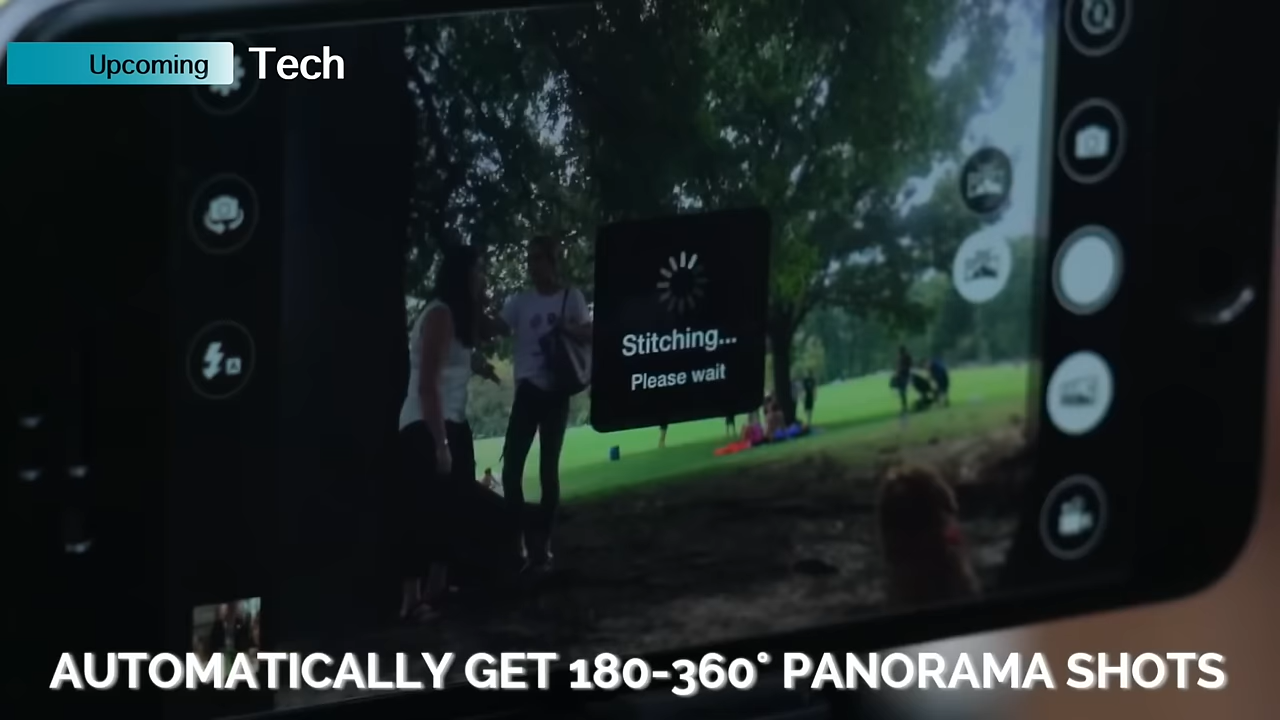 Upcoming Tech
Stitching...
Please wait
AUTOMATICALLY GET 180-360° PANORAMA SHOTS